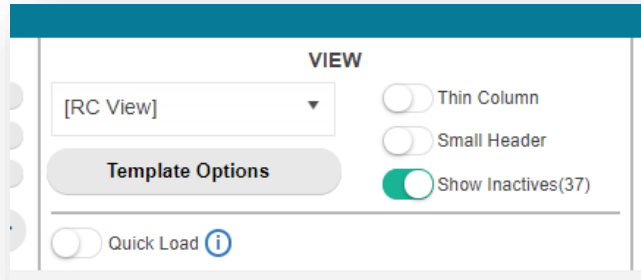 VIEW
[RC View]
Thin Column
Small Header
Template Options
Show Inactives(37)
Quick Load